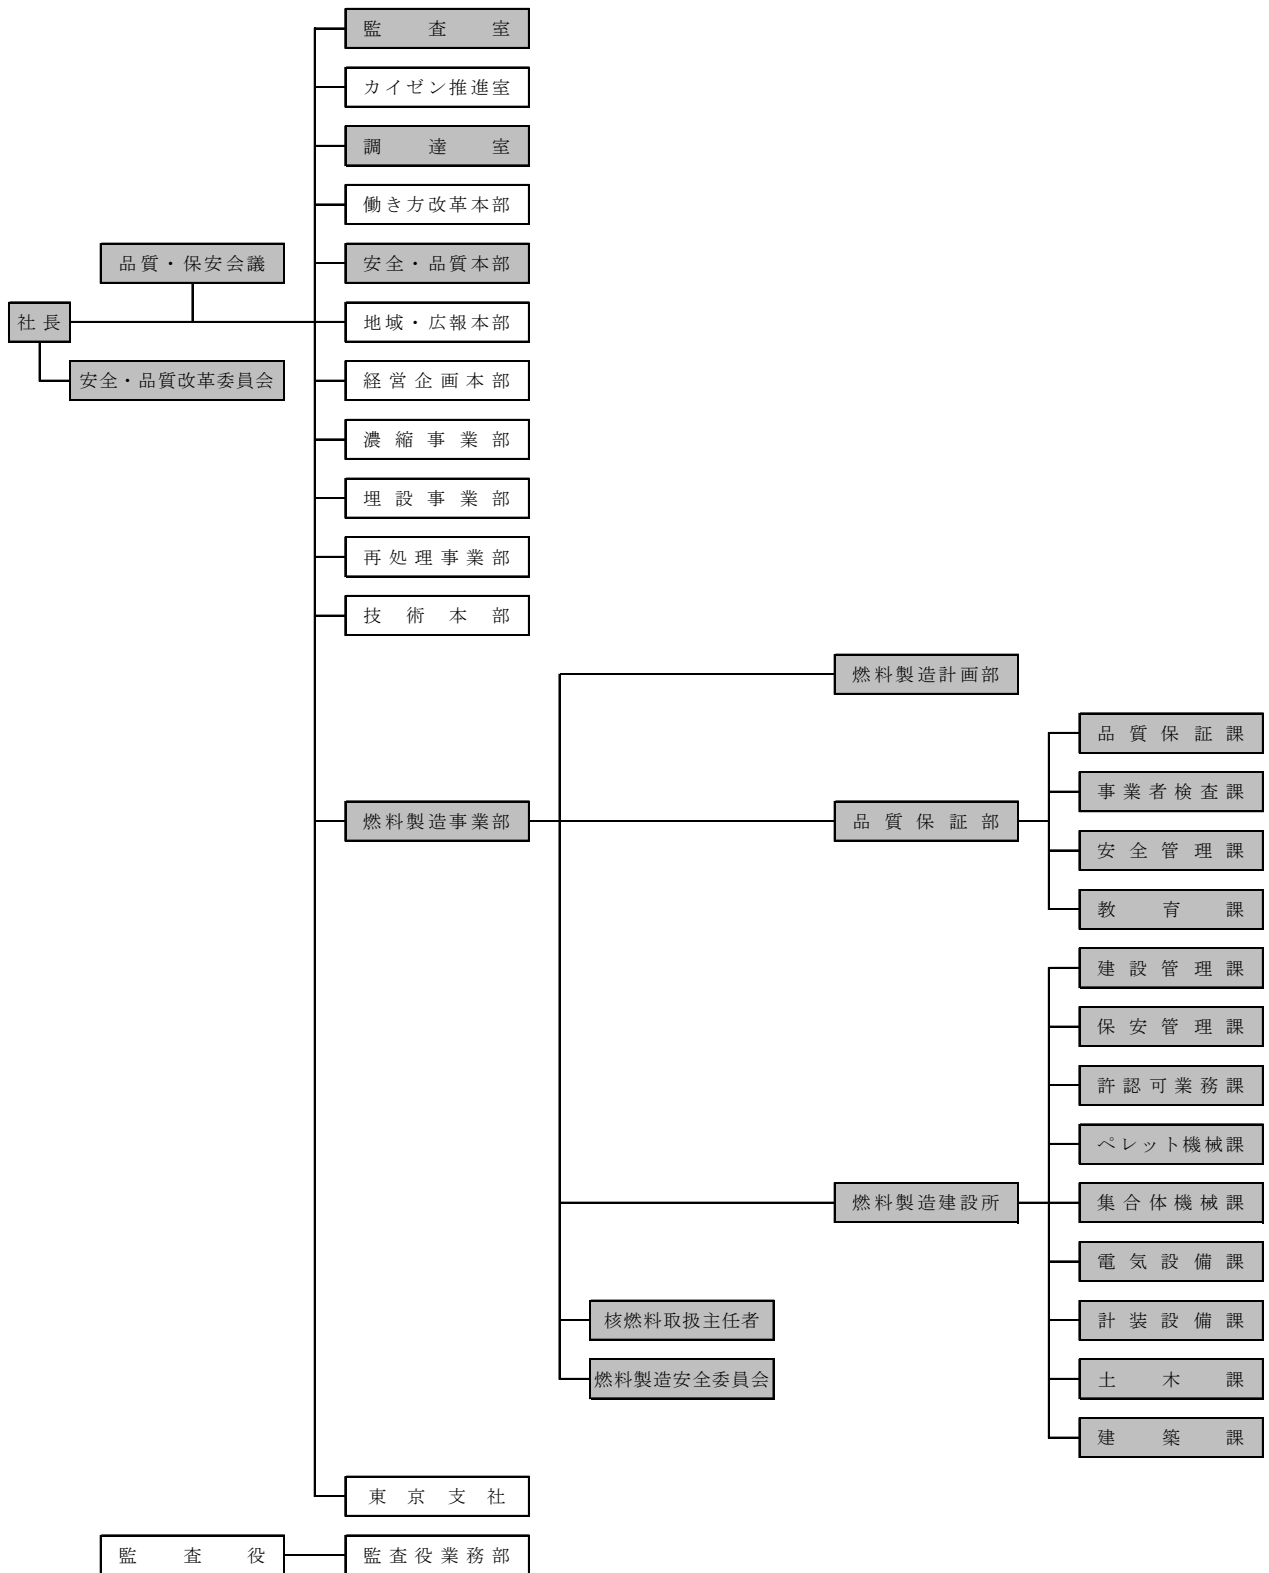 監査室
カイゼン推進室
調達室
働き方改革本部
品質・保安会議
安全・品質本部
社長
地域・広報本部
安全・品質改革委員会
経営企画本部
濃縮事業部
埋設事業部
再処理事業部
技術本部
燃料製造計画部
品質保証課
事業者検査課
燃料製造事業部
品質保証部
安全管理課
教育課
建設管理課
保安管理課
許認可業務課
ペレット機械課
燃料製造建設所
集合体機械課
電気設備課
核燃料取扱主任者
計装設備課
燃料製造安全委員会
土木課
建築課
東京支社
監査役
監査役業務部